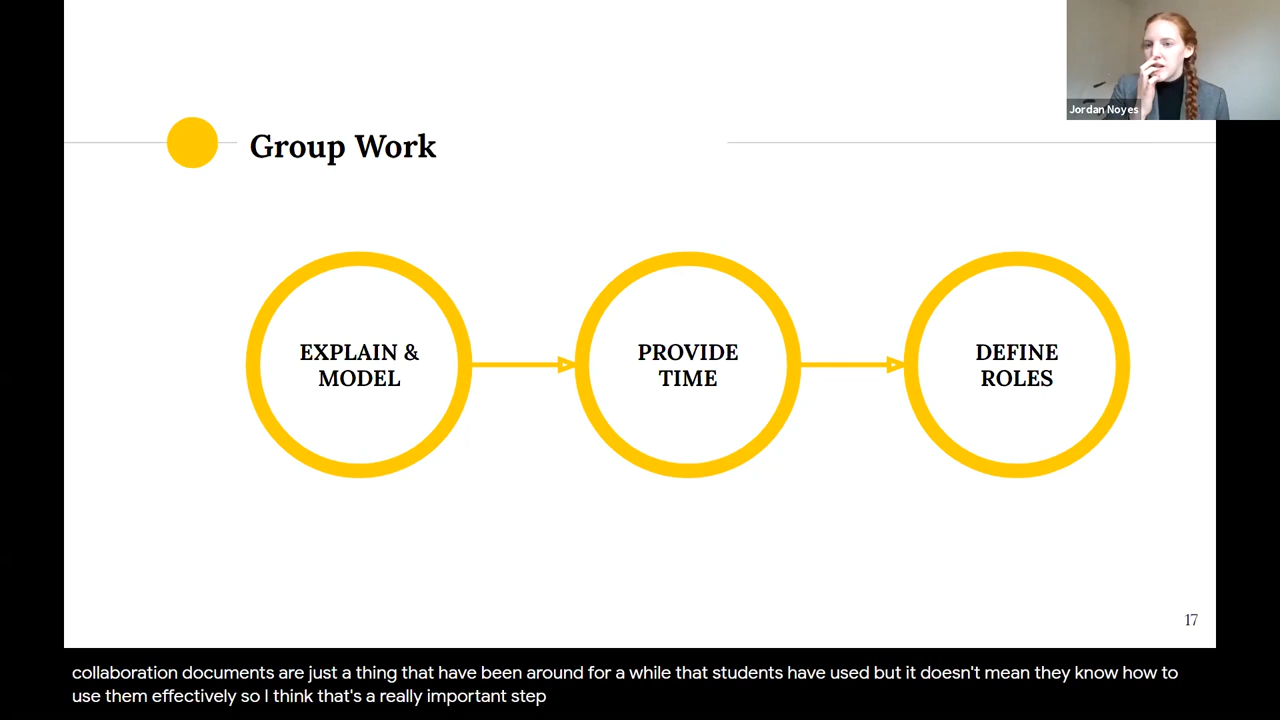 Jordan Noyes
Group Work
EXPLAIN &
MODEL
PROVIDE
TIME
DEFINE
ROLES
17
collaboration documents are just a thing that have been around for a while that students have used but it doesn't mean they know how to
use them effectively so I think that's a really important step